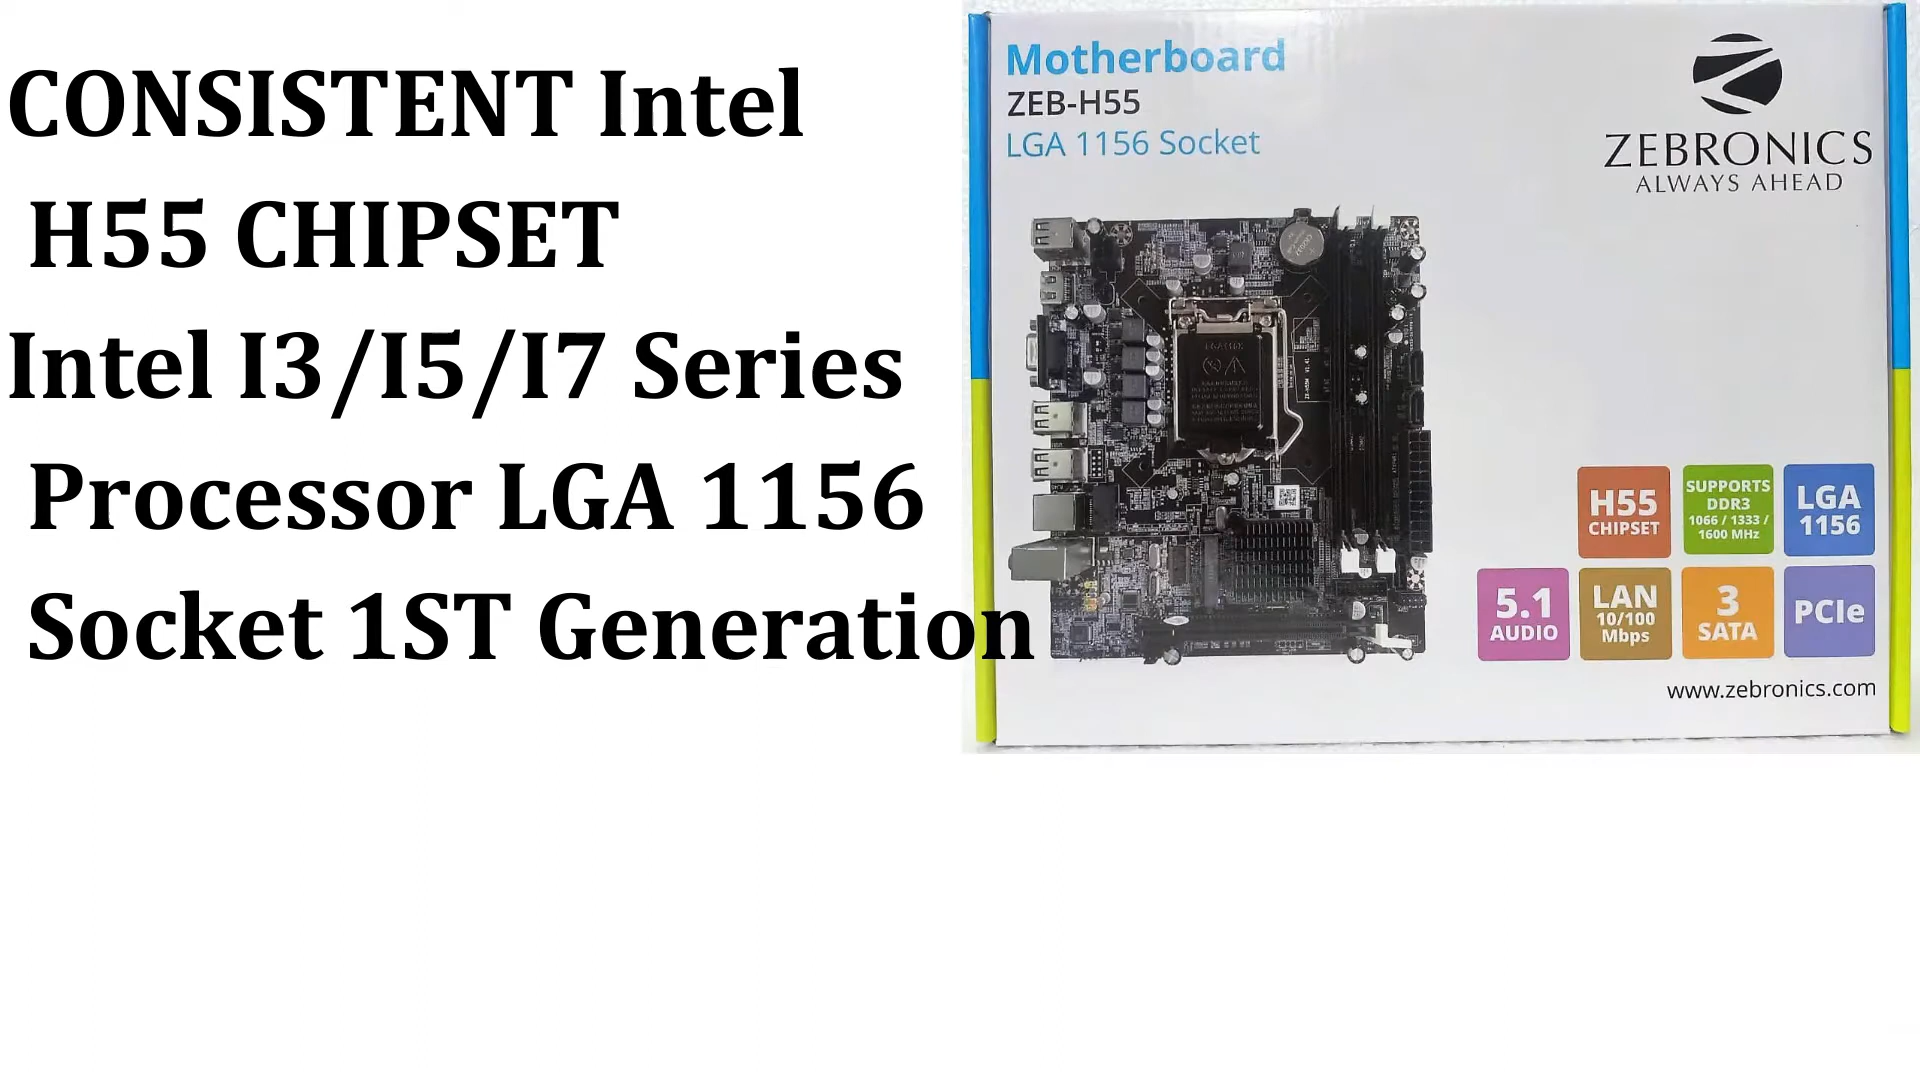 CONSISTENT Intel
H55 CHIPSET
Intel I3/I5/I7 Series
Processor LGA 1156
Socket 1ST Generation
Motherboard
ZEB-H55
LGA 1156 Socket
ZEBRONICS
ALWAYS AHEAD
H55
CHIPSET
SUPPORTS
DDR3
1066 / 1333 /
1600 MHz
LGA
1156
5.1
AUDIO
LAN
10/100
Mbps
3
SATA
PCIe
www.zebronics.com